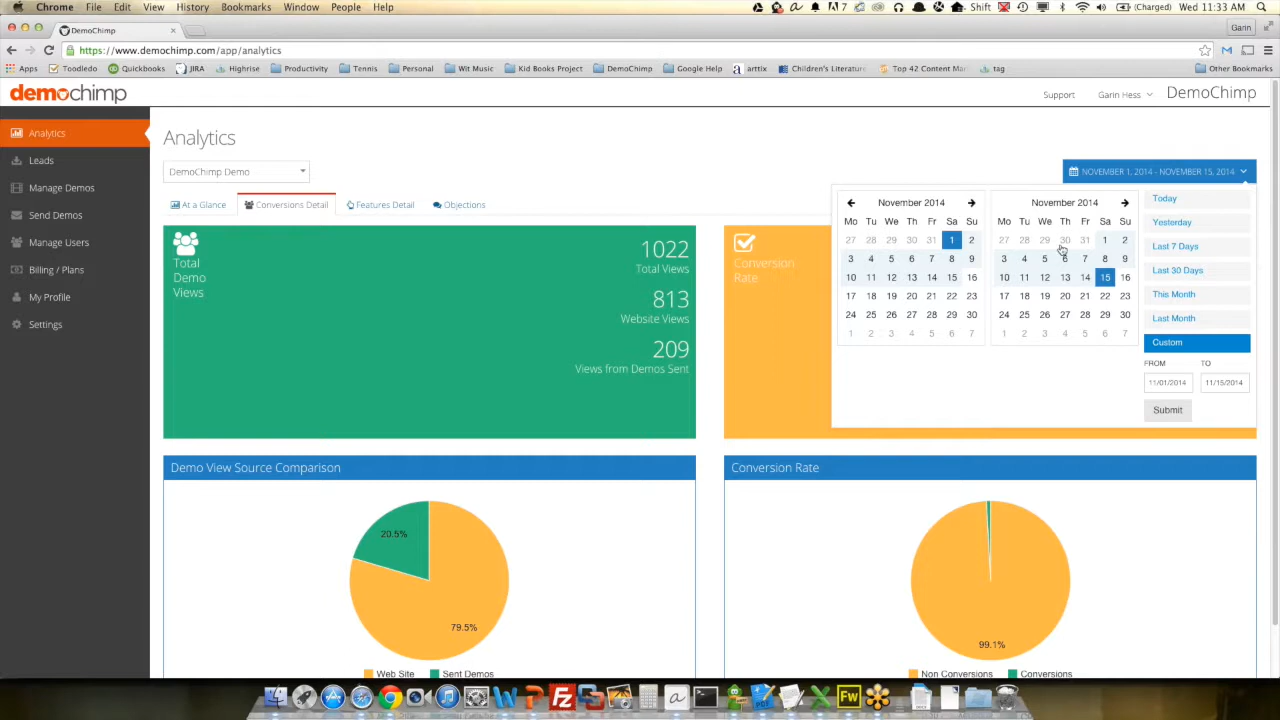 Chrome File Edit View History Bookmarks Window People Help
7 Shift (Charged) Wed 11:33 AM
DemoChimp
Garin
https://www.demochimp.com/app/analytics
Apps Toodledo Quickbooks JIRA Highrise Productivity Tennis Personal Wit Music Kid Books Project DemoChimp Google Help arttix Children's Literature Top 42 Content Mar tag Other Bookmarks
demochimp
Support Garin Hess DemoChimp
Analytics
Leads
Manage Demos
Send Demos
Manage Users
Billing / Plans
My Profile
Settings
Analytics
DemoChimp Demo
NOVEMBER 1, 2014 - NOVEMBER 15, 2014
At a Glance Conversions Detail Features Detail Objections
Total
Demo
Views
1022
Total Views
813
Website Views
209
Views from Demos Sent
Conversion
Rate
November 2014
Mo Tu We Th Fr Sa Su
27 28 29 30 31 1 2
3 4 5 6 7 8 9
10 11 12 13 14 15 16
17 18 19 20 21 22 23
24 25 26 27 28 29 30
1 2 3 4 5 6 7
November 2014
Mo Tu We Th Fr Sa Su
27 28 29 30 31 1 2
3 4 5 6 7 8 9
10 11 12 13 14 15 16
17 18 19 20 21 22 23
24 25 26 27 28 29 30
1 2 3 4 5 6 7
Today
Yesterday
Last 7 Days
Last 30 Days
This Month
Last Month
Custom
FROM TO
11/01/2014 11/15/2014
Submit
Demo View Source Comparison
20.5%
79.5%
Web Site Sent Demos
Conversion Rate
99.1%
Non Conversions Conversions